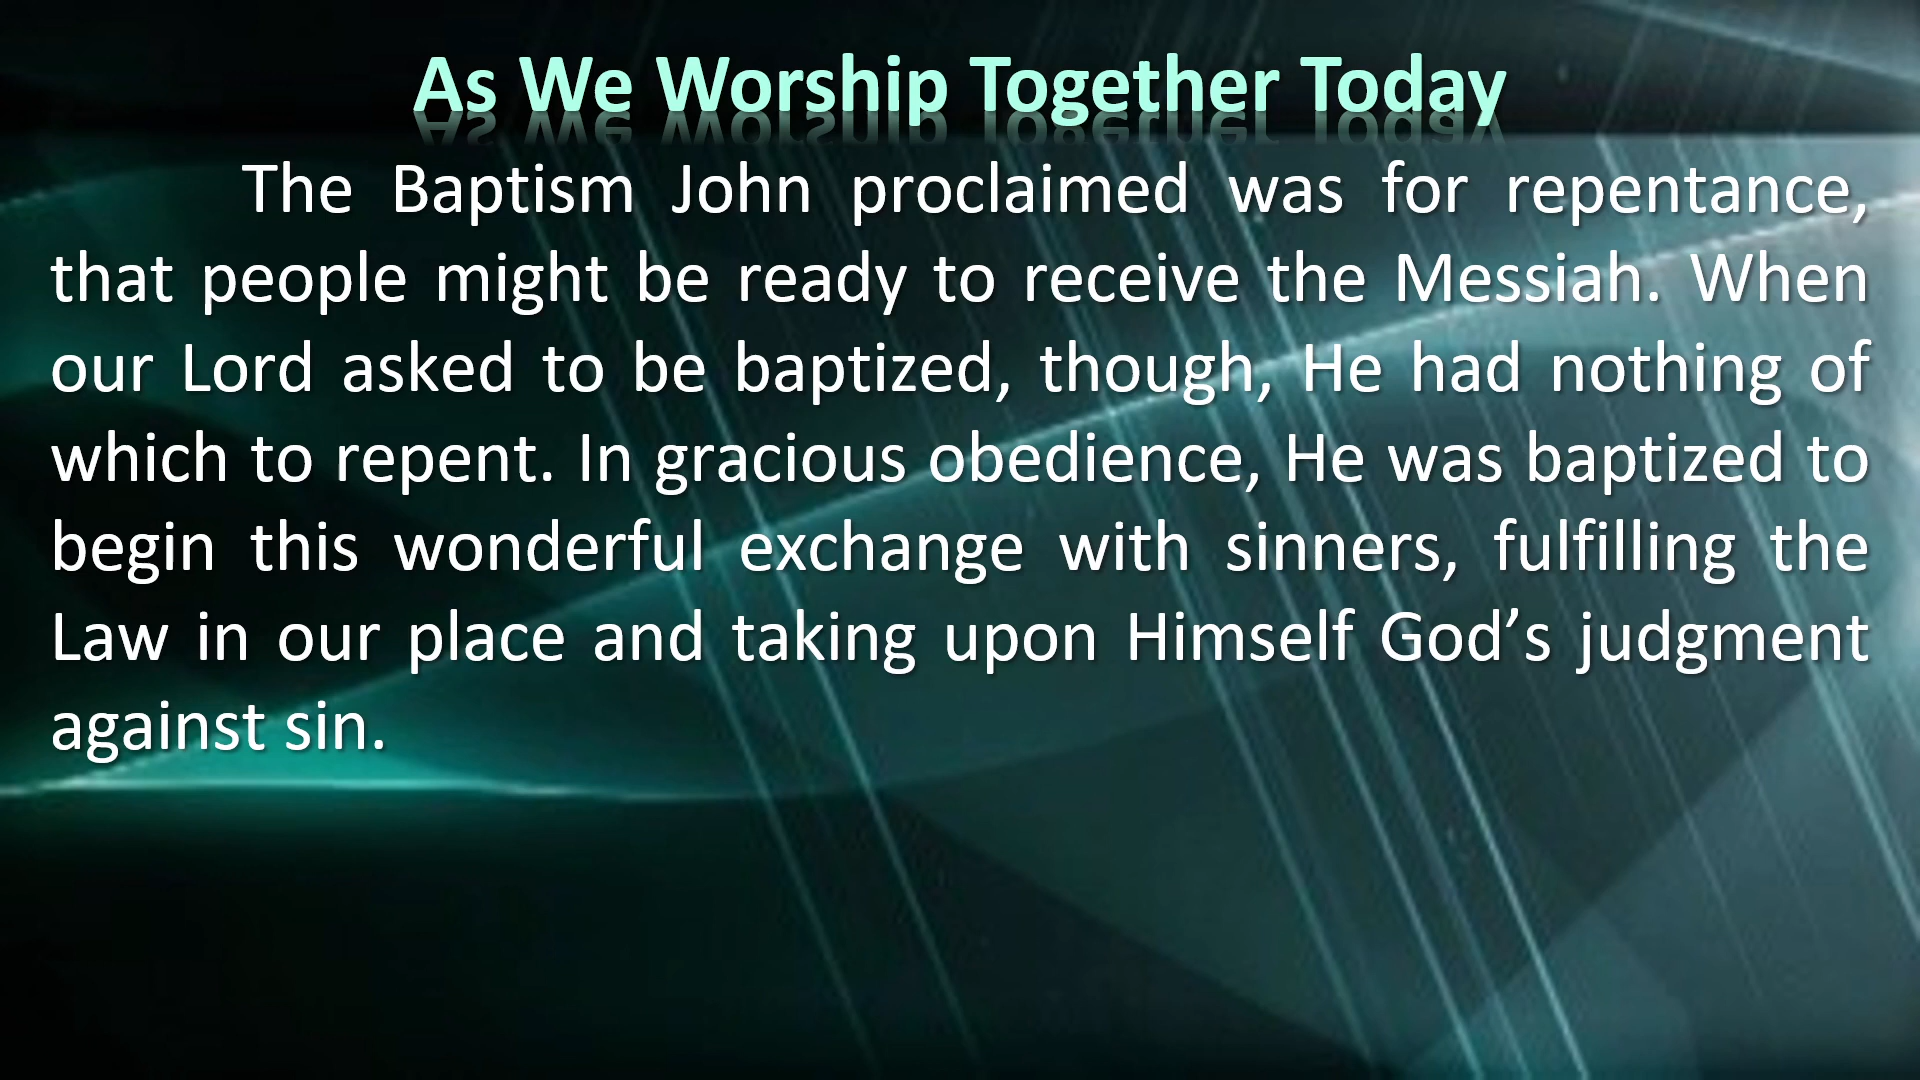 As We Worship Together Today
The Baptism John proclaimed was for repentance,
that people might be ready to receive the Messiah. When
our Lord asked to be baptized, though, He had nothing of
which to repent. In gracious obedience, He was baptized to
begin this wonderful exchange with sinners, fulfilling the
Law in our place and taking upon Himself God’s judgment
against sin.